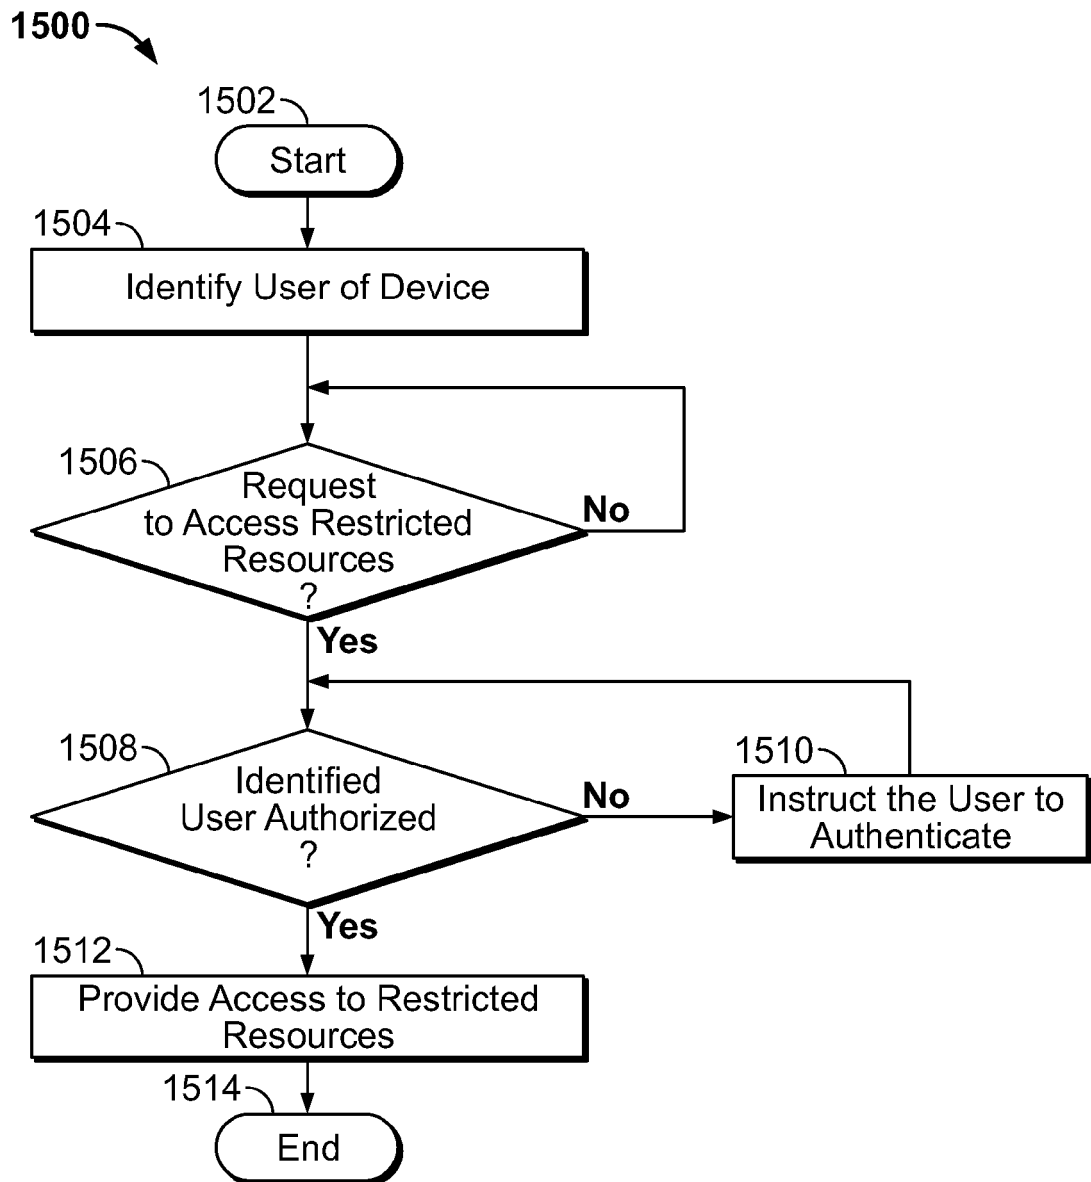 1500
1502
Start
1504
Identify User of Device
1506
Request
to Access Restricted
Resources
?
No
Yes
1508
Identified
User Authorized
?
No
1510
Instruct the User to
Authenticate
Yes
1512
Provide Access to Restricted
Resources
1514
End